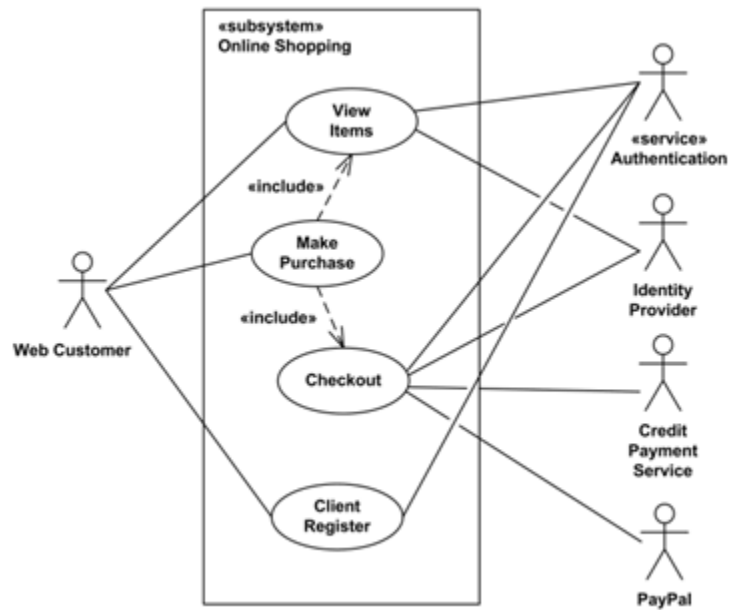 «subsystem»
Online Shopping
View
Items
«service»
Authentication
«include»
Make
Purchase
Identity
Provider
«include»
Web Customer
Checkout
Credit
Payment
Service
Client
Register
PayPal